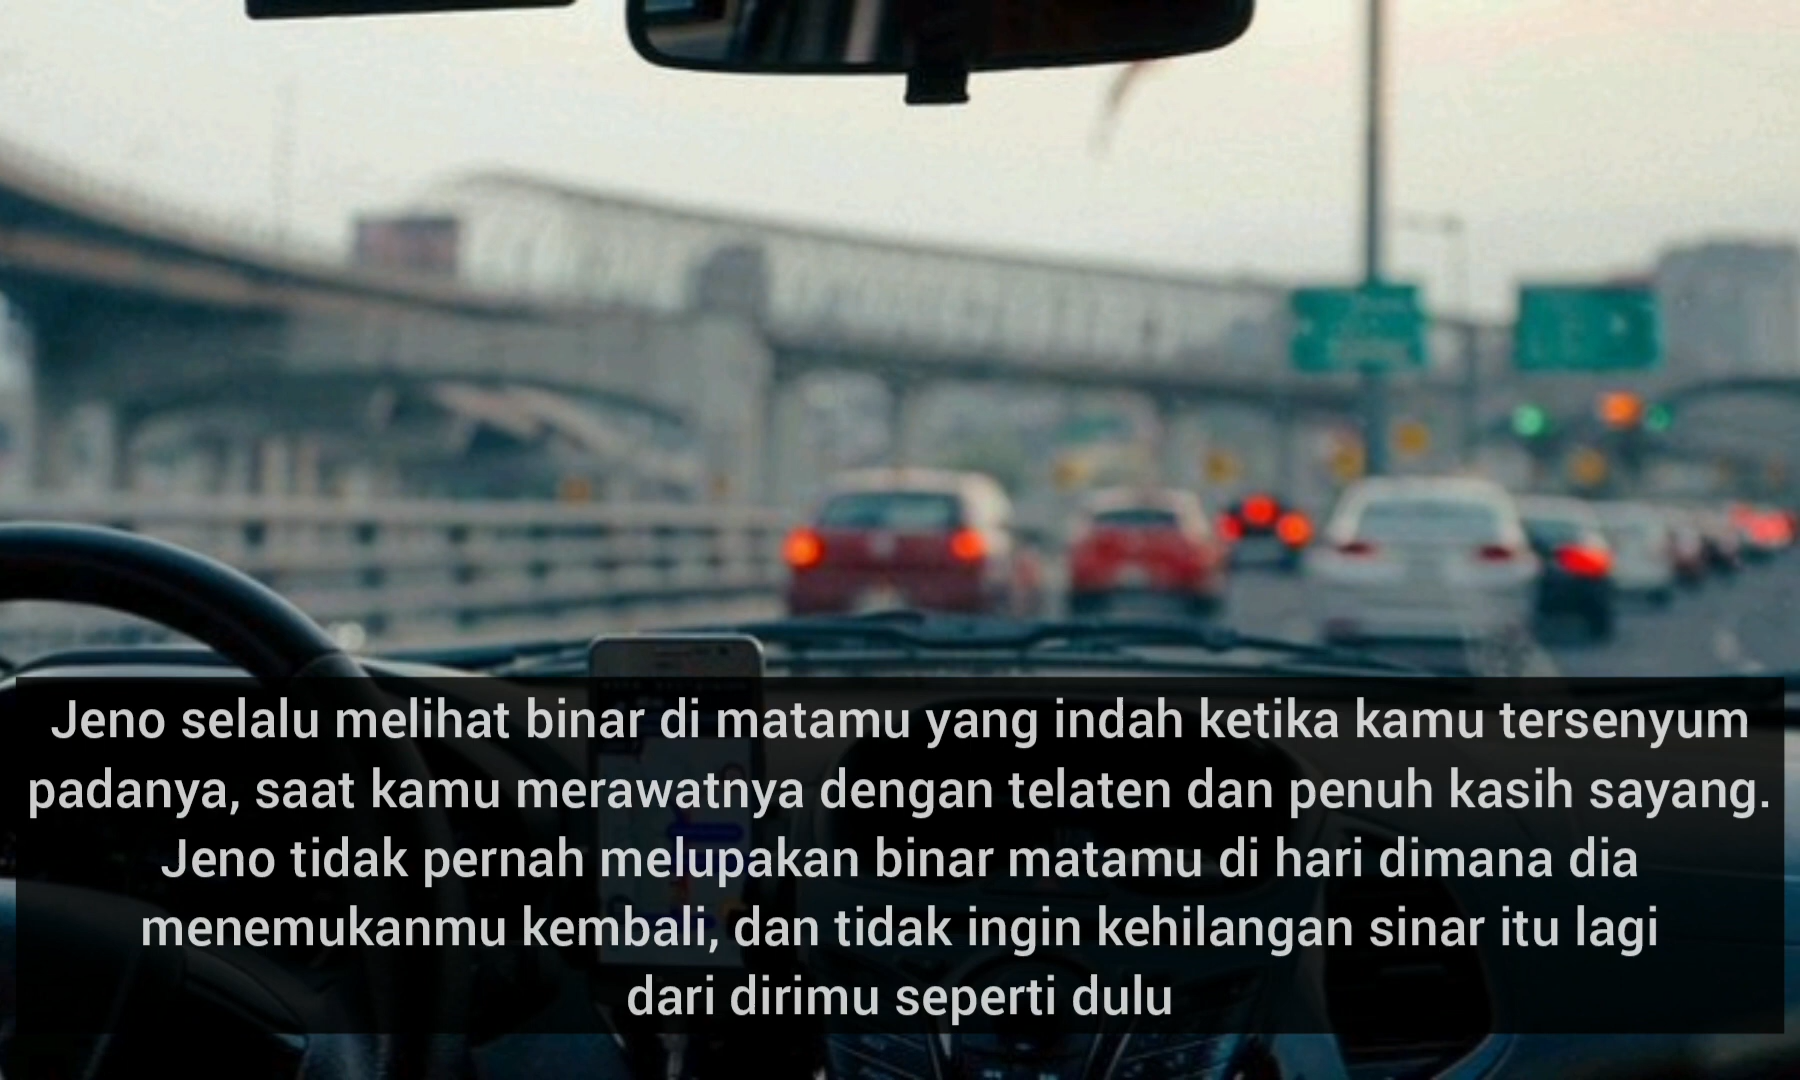 Jeno selalu melihat binar di matamu yang indah ketika kamu tersenyum
padanya, saat kamu merawatnya dengan telaten dan penuh kasih sayang.
Jeno tidak pernah melupakan binar matamu di hari dimana dia
menemukanmu kembali, dan tidak ingin kehilangan sinar itu lagi
dari dirimu seperti dulu